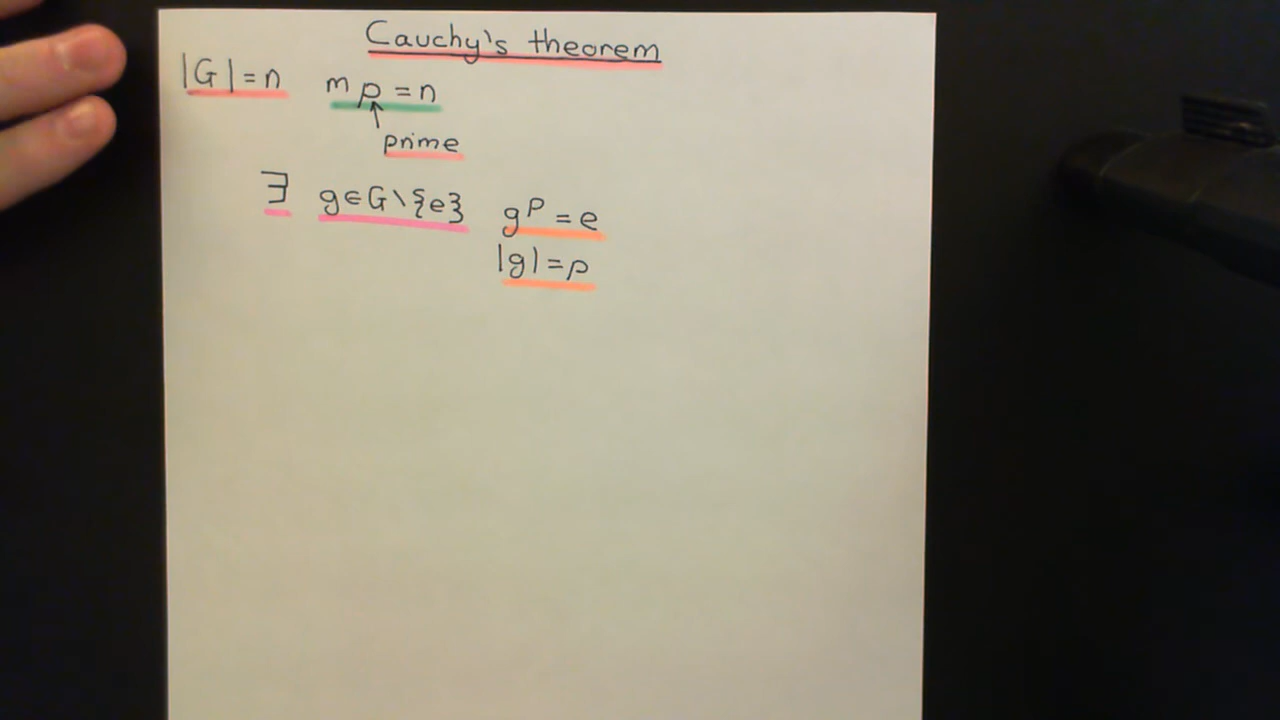 Cauchy's theorem
|G| = n   mp = n
↑
prime
∃ g∈G\{e}   g^p = e
|g| = p